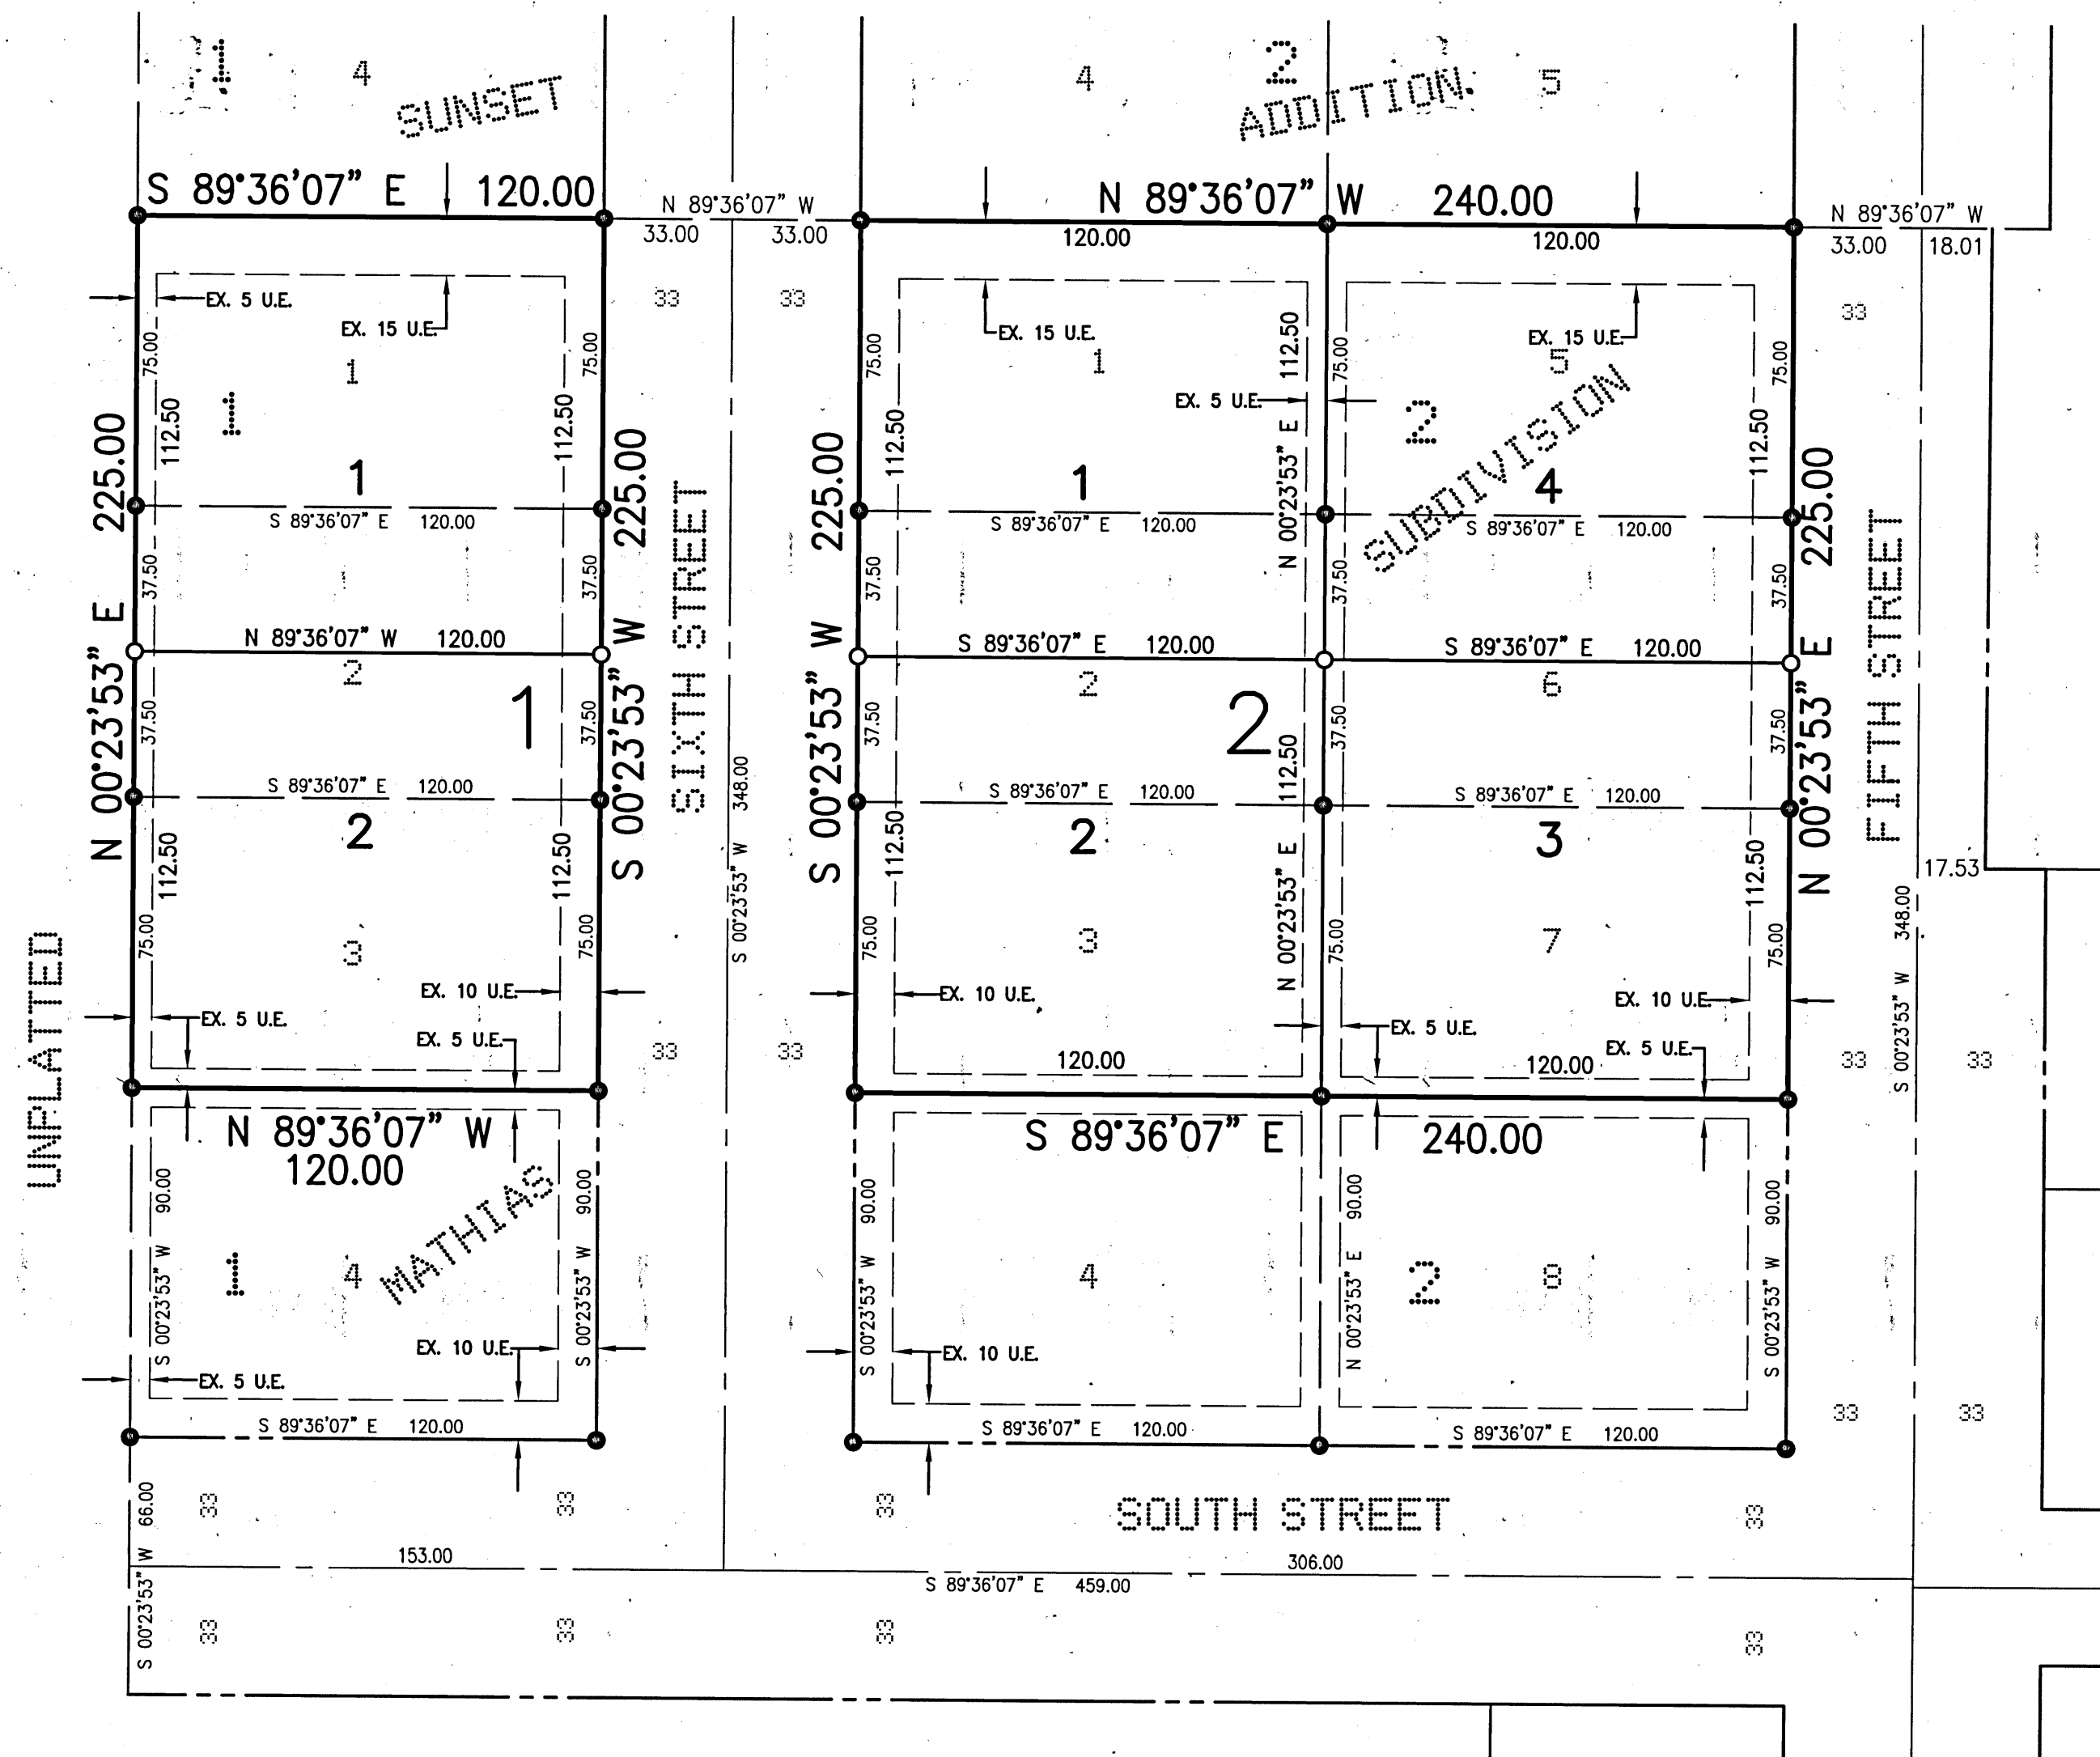 1
4
SUNSET
4
2
ADDITION
5
S 89°36'07" E 120.00
N 89°36'07" W
33.00 33.00
N 89°36'07" W 240.00
120.00
120.00
N 89°36'07" W
33.00 18.01
EX. 5 U.E.
EX. 15 U.E.
33
33
EX. 15 U.E.
EX. 15 U.E.
33
75.00
75.00
75.00
112.50
75.00
75.00
1
1
112.50
112.50
1
112.50
EX. 5 U.E.
1
N 00°23'53" E
5
2
SUBDIVISION
112.50
1
4
N 00°23'53" E 225.00
S 00°23'53" W 225.00
S 00°23'53" W 225.00
N 00°23'53" E 225.00
S 89°36'07" E 120.00
S 89°36'07" E 120.00
S 89°36'07" E 120.00
37.50
37.50
37.50
37.50
37.50
SIXTH STREET
FIFTH STREET
N 89°36'07" W 120.00
S 89°36'07" E 120.00
S 89°36'07" E 120.00
2
2
6
1
2
37.50
37.50
37.50
37.50
37.50
S 00°23'53" W 348.00
112.50
S 89°36'07" E 120.00
S 89°36'07" E 120.00
S 89°36'07" E 120.00
2
2
3
112.50
112.50
112.50
N 00°23'53" E
112.50
17.53
75.00
75.00
75.00
75.00
75.00
3
3
7
UNPLATTED
S 00°23'53" W 348.00
EX. 10 U.E.
EX. 10 U.E.
EX. 10 U.E.
EX. 5 U.E.
EX. 5 U.E.
EX. 5 U.E.
EX. 5 U.E.
33
33
120.00
120.00
33
33
N 89°36'07" W
120.00
S 89°36'07" E 240.00
S 00°23'53" W 90.00
S 00°23'53" W 90.00
S 00°23'53" W 90.00
N 00°23'53" E 90.00
S 00°23'53" W 90.00
MATHIAS
1
4
4
2
8
EX. 10 U.E.
EX. 10 U.E.
EX. 5 U.E.
33
33
S 89°36'07" E 120.00
S 89°36'07" E 120.00
S 89°36'07" E 120.00
S 00°23'53" W 66.00
33
33
33
SOUTH STREET
33
153.00
306.00
S 89°36'07" E 459.00
33
33
33
33